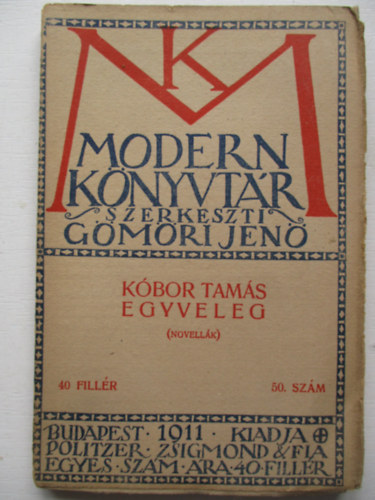 MKM
MODERN
KÖNYVTÁR
SZERKESZTI
GÖMÖRI JENŐ
KÓBOR TAMÁS
EGYVELEG
(NOVELLÁK)
40 FILLÉR 50. SZÁM
BUDAPEST · 1911 · KIADJA
POLITZER · ZSIGMOND & FIA
EGYES · SZÁM · ÁRA · 40 · FILLÉR